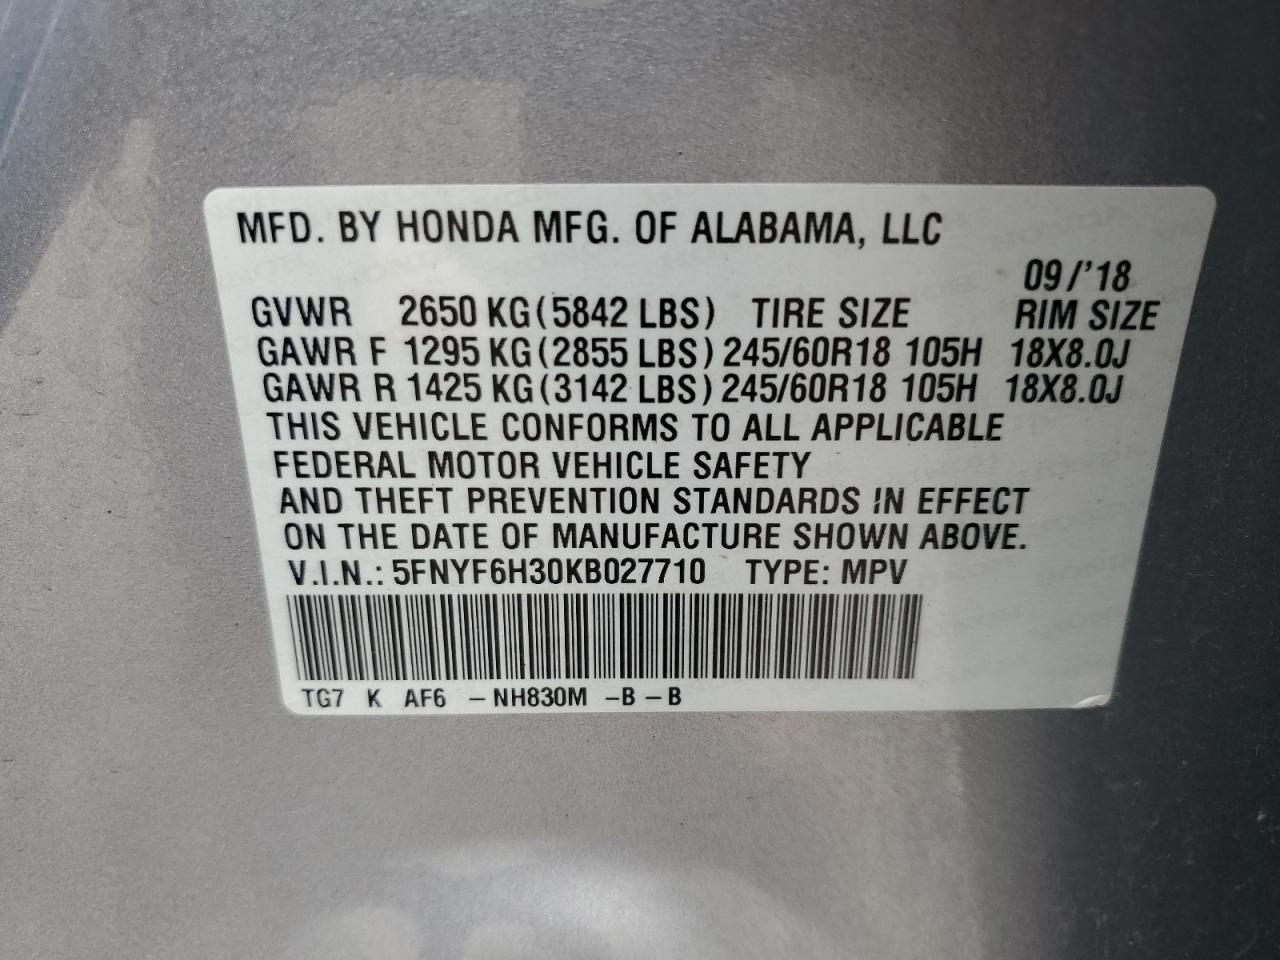 MFD. BY HONDA MFG. OF ALABAMA, LLC
09/'18
GVWR 2650 KG(5842 LBS) TIRE SIZE RIM SIZE
GAWR F 1295 KG(2855 LBS) 245/60R18 105H 18X8.0J
GAWR R 1425 KG(3142 LBS) 245/60R18 105H 18X8.0J
THIS VEHICLE CONFORMS TO ALL APPLICABLE
FEDERAL MOTOR VEHICLE SAFETY
AND THEFT PREVENTION STANDARDS IN EFFECT
ON THE DATE OF MANUFACTURE SHOWN ABOVE.
V.I.N.: 5FNYF6H30KB027710 TYPE: MPV
TG7 K AF6 -NH830M -B-B